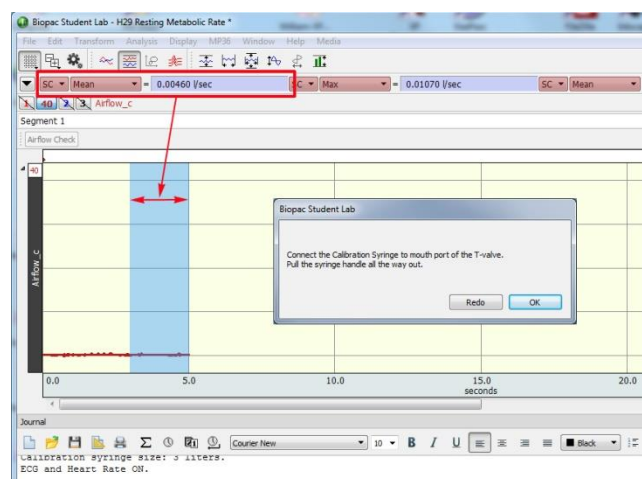 Biopac Student Lab - H29 Resting Metabolic Rate *
File Edit Transform Analysis Display MP36 Window Help Media
SC Mean = 0.00460 l/sec SC Max = 0.01070 l/sec SC Mean
1 40 2 3 Airflow_c
Segment 1
Airflow Check
40
Airflow_c
Biopac Student Lab
Connect the Calibration Syringe to mouth port of the T-valve.
Pull the syringe handle all the way out.
Redo OK
0.0 5.0 10.0 15.0 20.0
seconds
Journal
Courier New 10 B I U Black
Calibration syringe size: 3 liters.
ECG and Heart Rate ON.